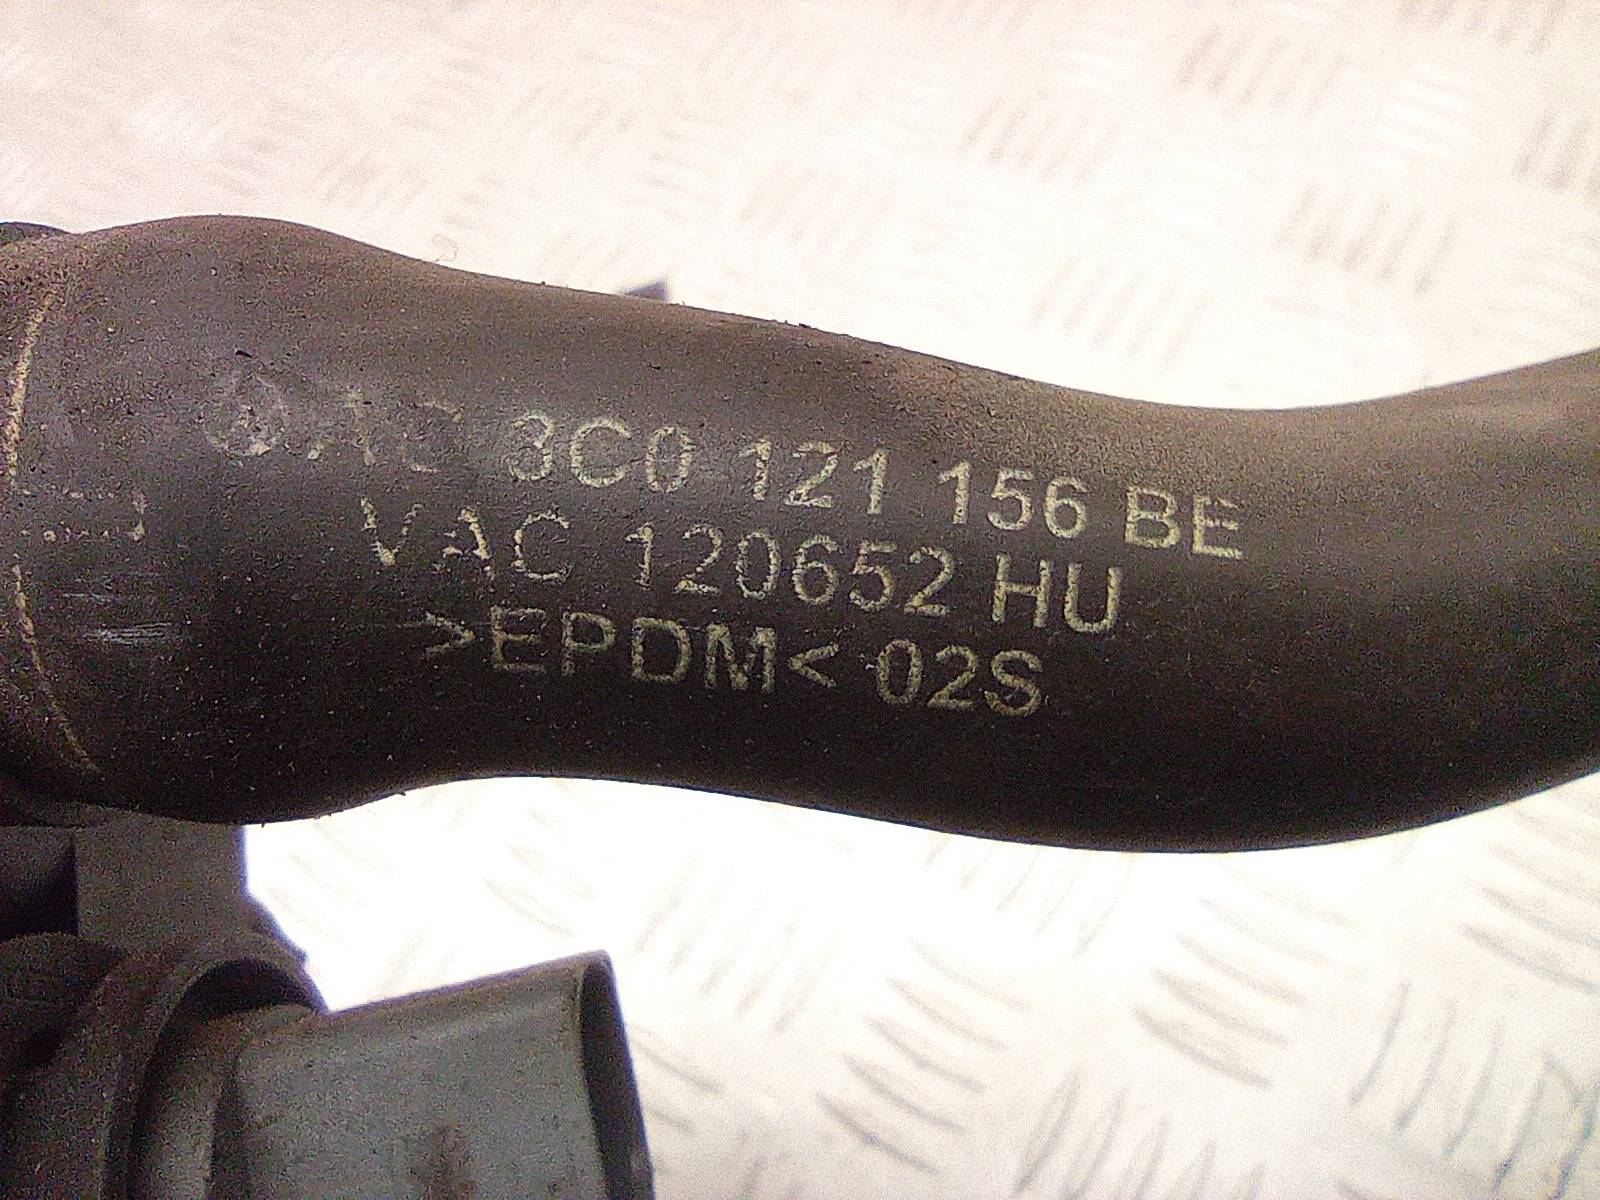 3C0 121 156 BE
VAC 120652 HU
>EPDM< 02S